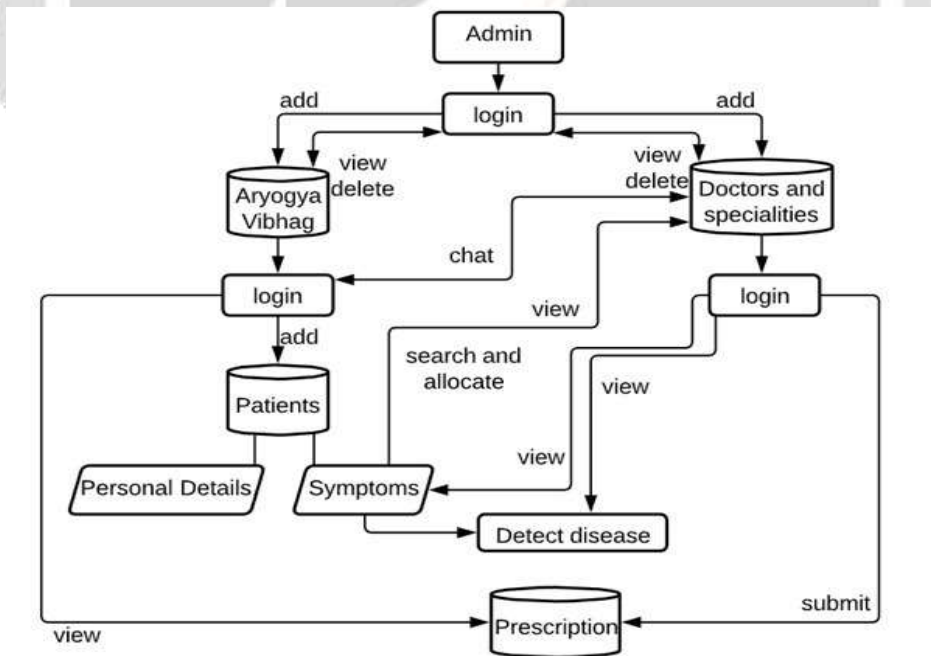 Admin
login
add
add
view
delete
view
delete
Aryogya
Vibhag
Doctors and
specialities
chat
login
view
login
add
search and
allocate
view
Patients
view
Personal Details
Symptoms
Detect disease
submit
Prescription
view